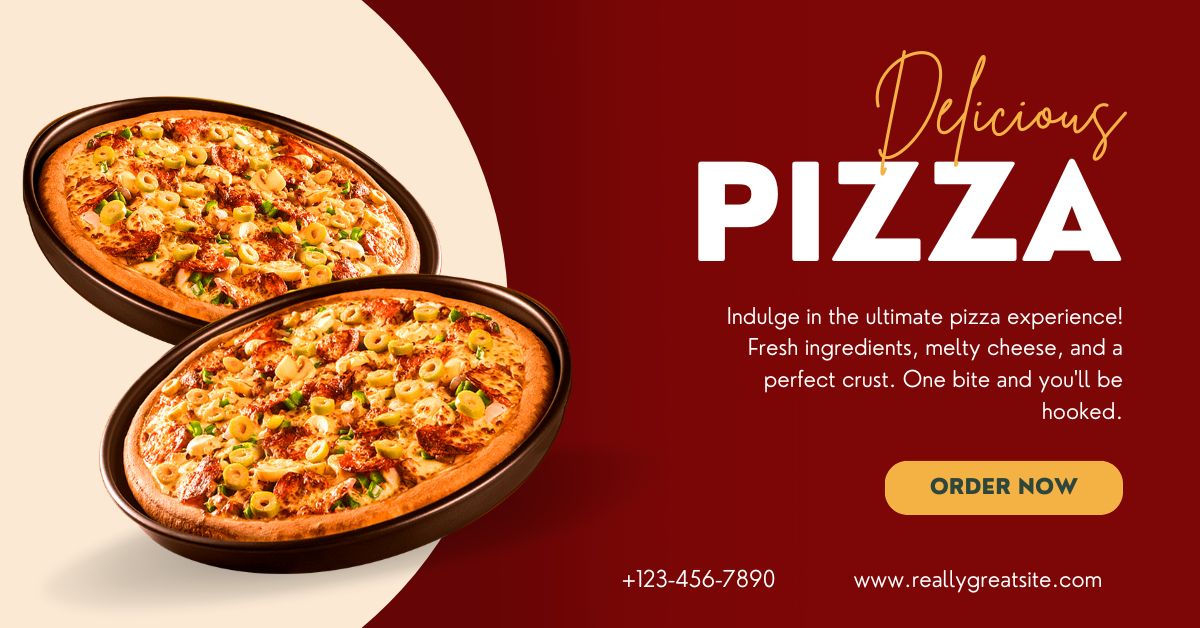 Delicious
PIZZA
Indulge in the ultimate pizza experience!
Fresh ingredients, melty cheese, and a
perfect crust. One bite and you'll be
hooked.
ORDER NOW
+123-456-7890
www.reallygreatsite.com